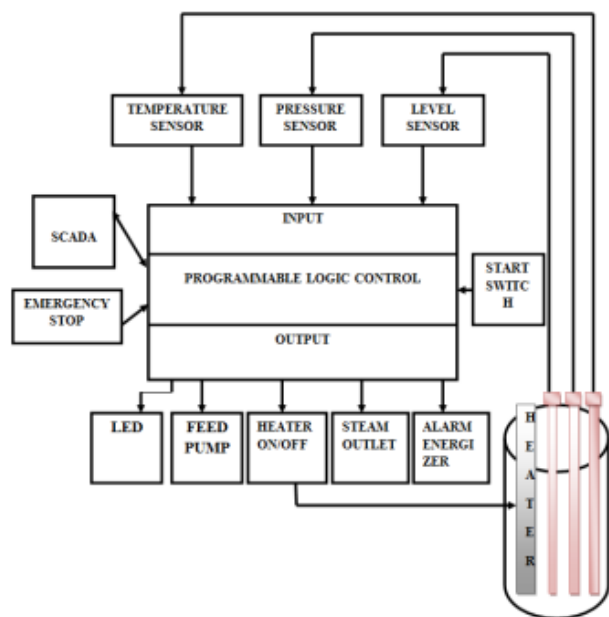 TEMPERATURE
SENSOR
PRESSURE
SENSOR
LEVEL
SENSOR
INPUT
SCADA
PROGRAMMABLE LOGIC CONTROL
START
SWITC
H
EMERGENCY
STOP
OUTPUT
LED
FEED
PUMP
HEATER
ON/OFF
STEAM
OUTLET
ALARM
ENERGI
ZER
H
E
A
T
E
R